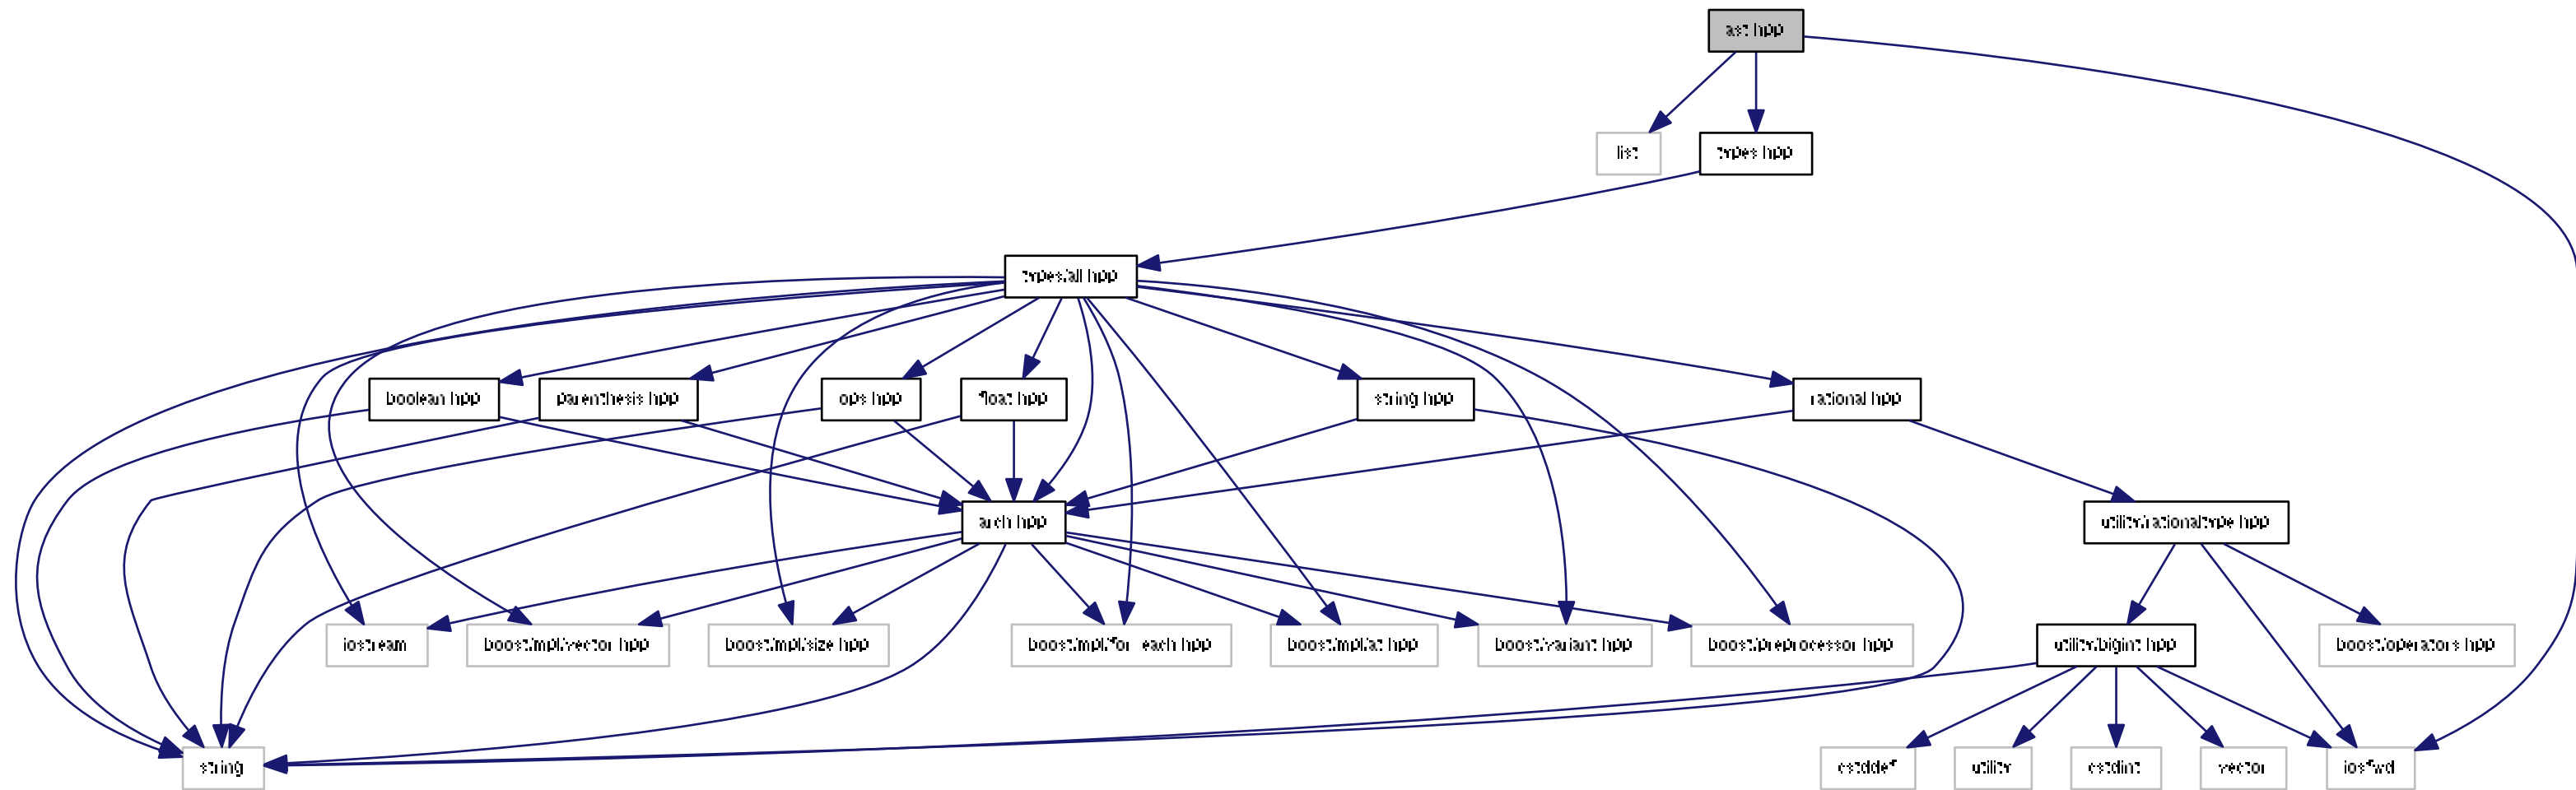 ast.hpp
list
types.hpp
types/all.hpp
boolean.hpp
parenthesis.hpp
ops.hpp
float.hpp
string.hpp
rational.hpp
arch.hpp
utility/rationaltype.hpp
iostream
boost/mpl/vector.hpp
boost/mpl/size.hpp
boost/mpl/for_each.hpp
boost/mpl/at.hpp
boost/variant.hpp
boost/preprocessor.hpp
utility/bigint.hpp
boost/operators.hpp
string
cstddef
utility
cstdint
vector
iosfwd